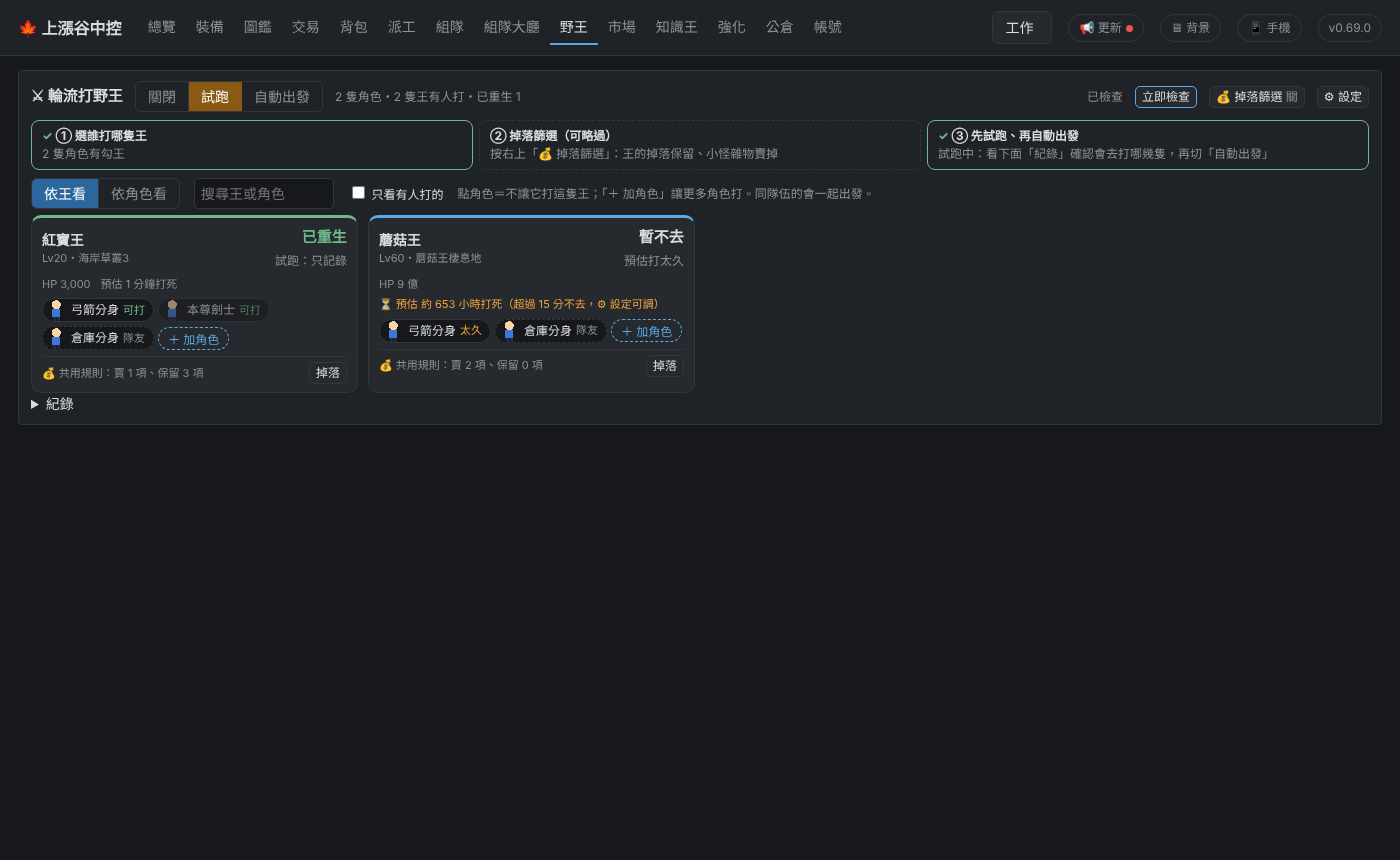 🍁 上漲谷中控 總覽 裝備 圖鑑 交易 背包 派工 組隊 組隊大廳 野王 市場 知識王 強化 公倉 帳號 工作 📢 更新 🖥 背景 📱 手機 v0.69.0
⚔ 輪流打野王 關閉 試跑 自動出發 2 隻角色・2 隻王有人打・已重生 1 已檢查 立即檢查 💰 掉落篩選 關 ⚙ 設定
✓ ① 選誰打哪隻王
2 隻角色有勾王
② 掉落篩選（可略過）
按右上「💰 掉落篩選」：王的掉落保留、小怪雜物賣掉
✓ ③ 先試跑、再自動出發
試跑中：看下面「紀錄」確認會去打哪幾隻，再切「自動出發」
依王看 依角色看 搜尋王或角色 只看有人打的 點角色＝不讓它打這隻王；「＋ 加角色」讓更多角色打。同隊伍的會一起出發。
紅寶王 已重生
Lv20・海岸草叢3 試跑：只記錄
HP 3,000 預估 1 分鐘打死
弓箭分身 可打 本尊劍士 可打
倉庫分身 隊友 ＋ 加角色
💰 共用規則：賣 1 項、保留 3 項 掉落
蘑菇王 暫不去
Lv60・蘑菇王棲息地 預估打太久
HP 9 億
⏳ 預估 約 653 小時打死（超過 15 分不去，⚙ 設定可調）
弓箭分身 太久 倉庫分身 隊友 ＋ 加角色
💰 共用規則：賣 2 項、保留 0 項 掉落
▶ 紀錄